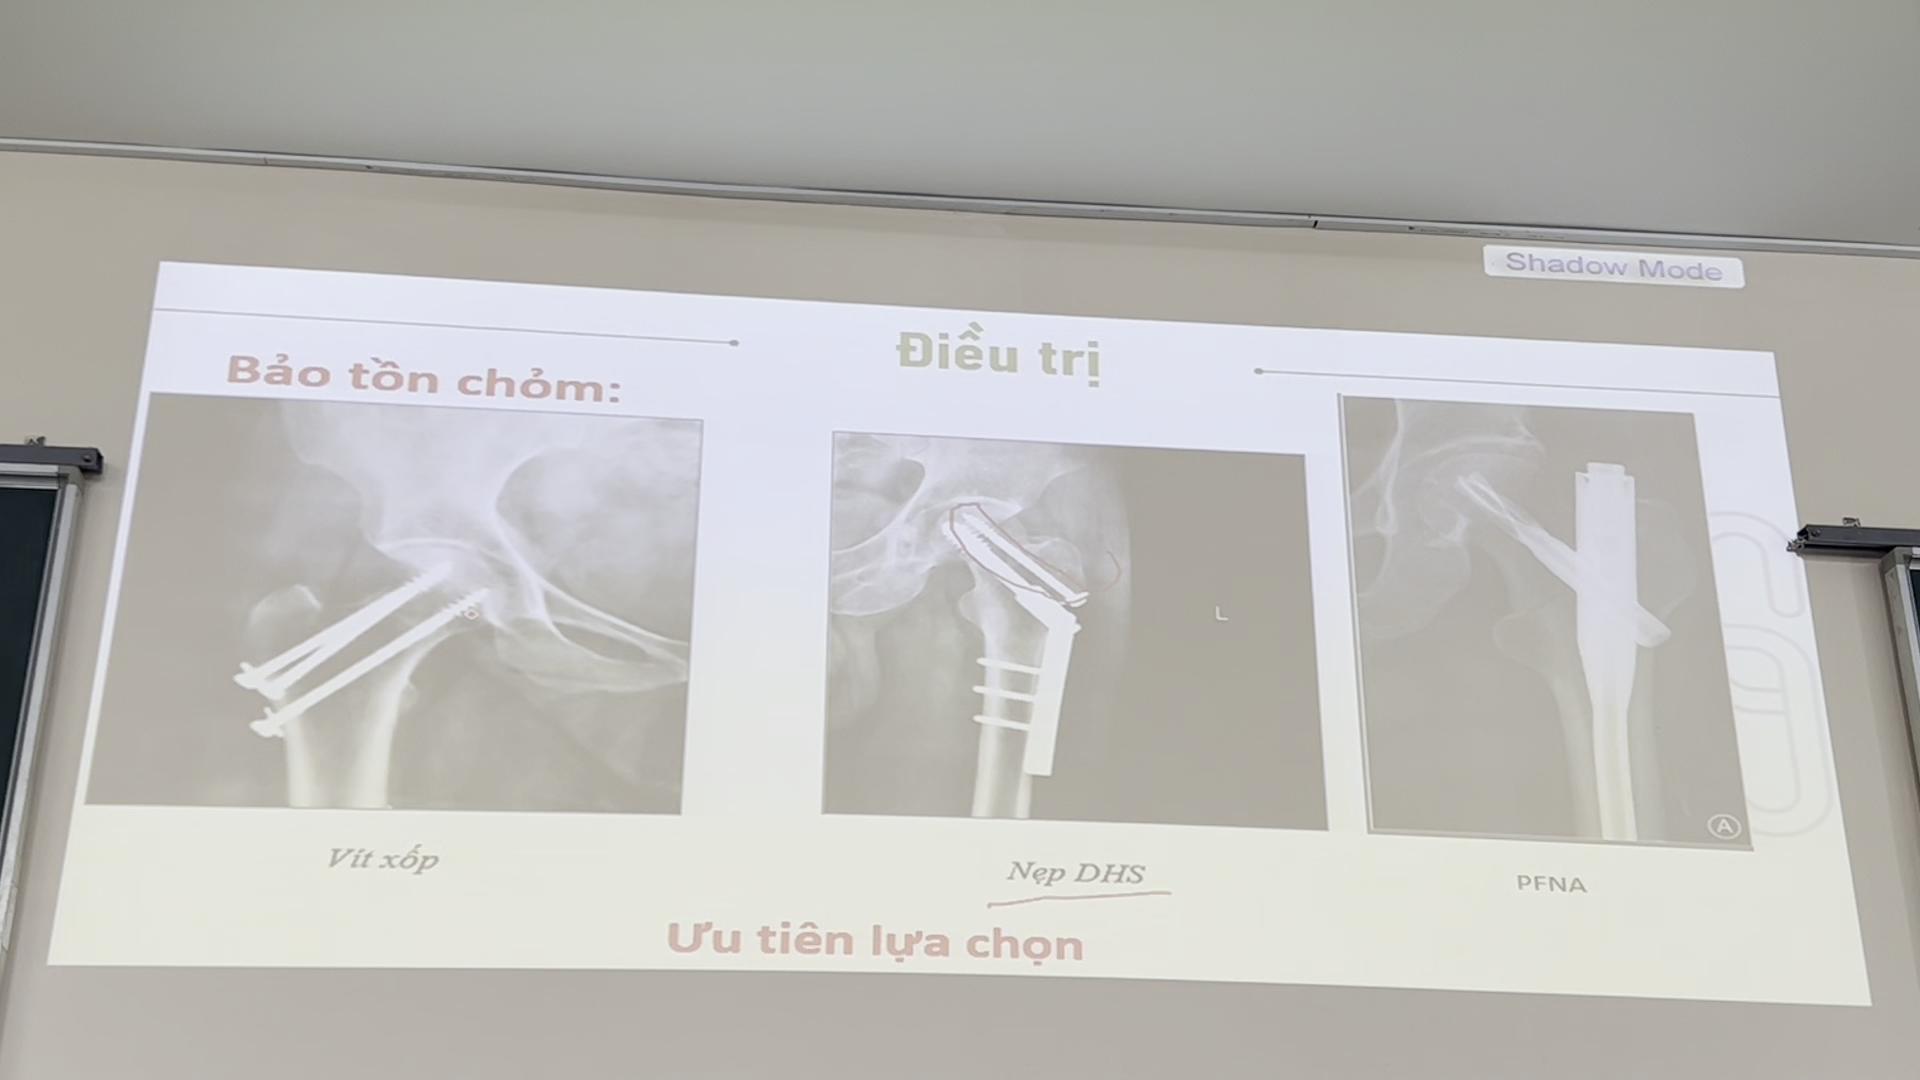 Shadow Mode
Điều trị
Bảo tồn chỏm:
L
A
Vít xốp
Nẹp DHS
PFNA
Ưu tiên lựa chọn